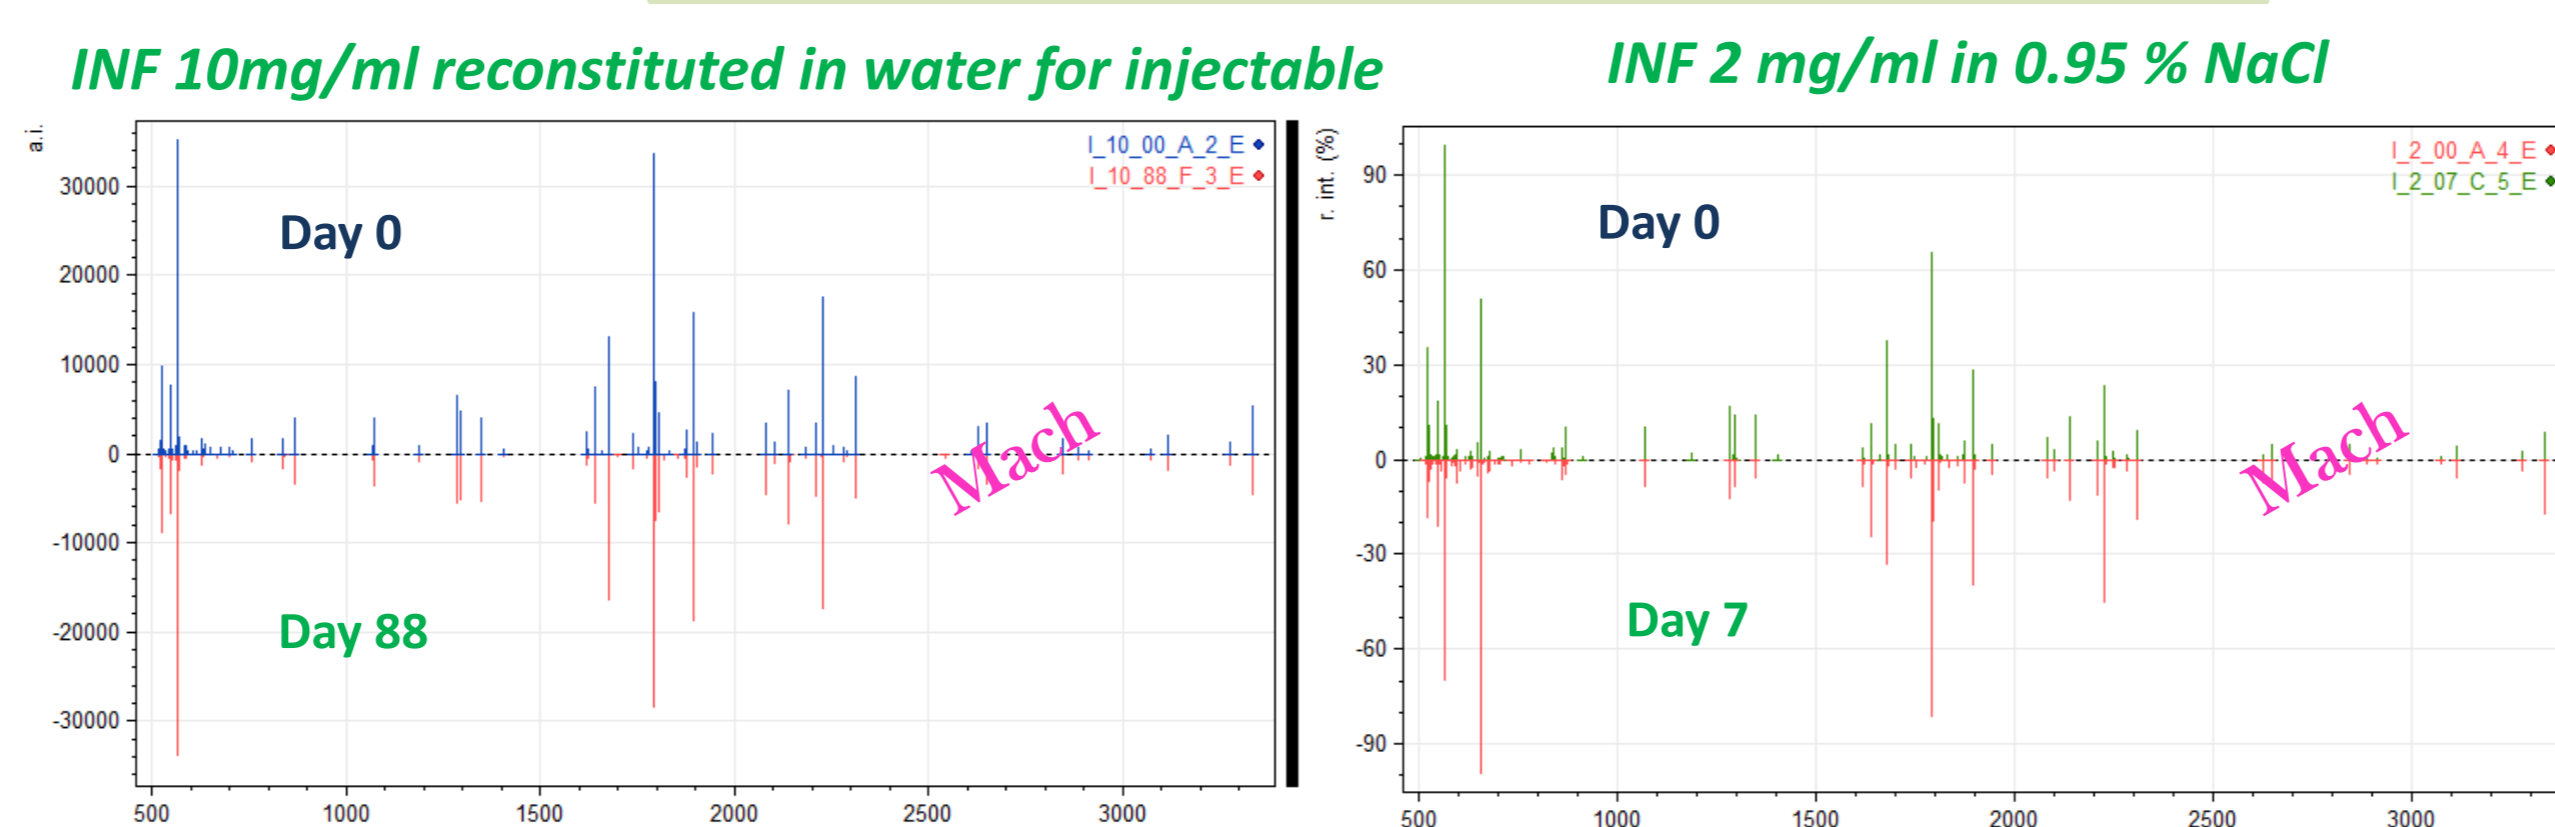 INF 10mg/ml reconstituted in water for injectable
a.i.
I_10_00_A_2_E
I_10_88_F_3_E
30000
20000
10000
0
-10000
-20000
-30000
Day 0
Day 88
Mach
500 1000 1500 2000 2500 3000
INF 2 mg/ml in 0.95 % NaCl
r. int. (%)
I_2_00_A_4_E
I_2_07_C_5_E
90
60
30
0
-30
-60
-90
Day 0
Day 7
Mach
500 1000 1500 2000 2500 3000